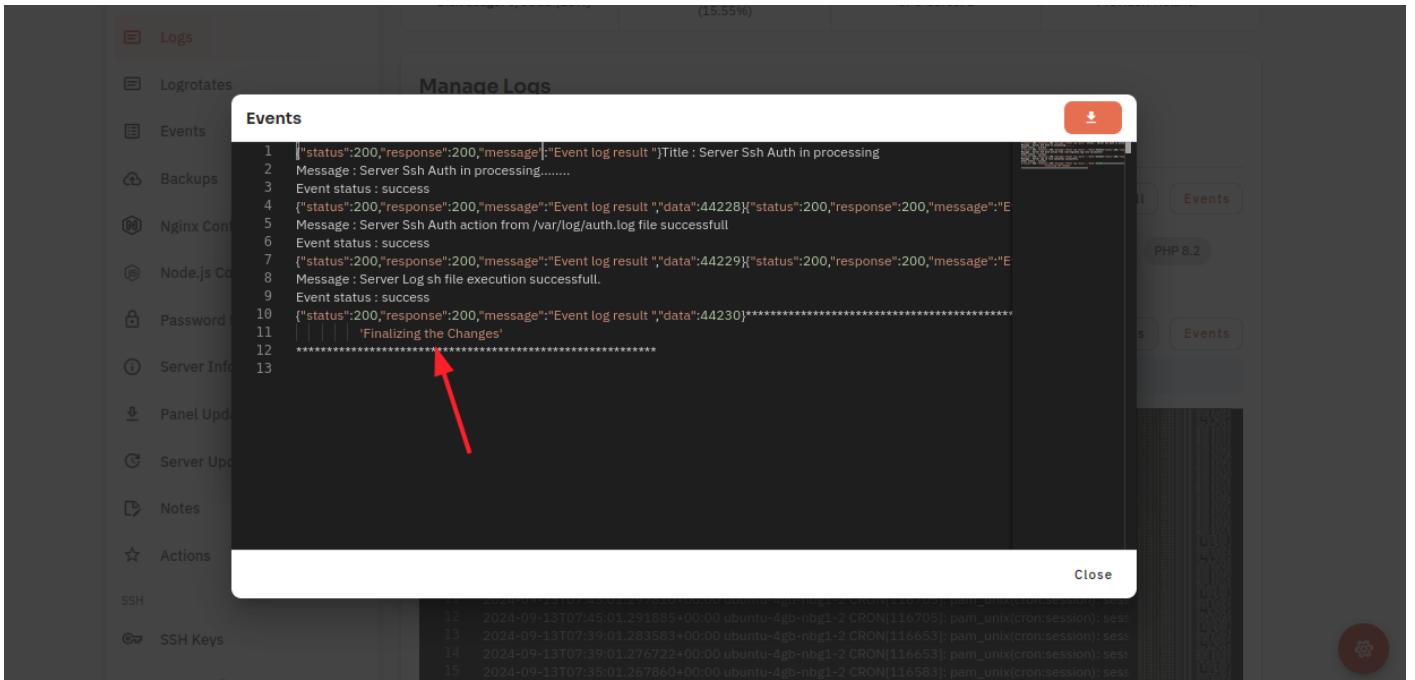 (15.55%)
Logs
Logrotates
Manage Logs
Events
Events
Backups
Nginx Con
Node.js Co
Password
Server Info
Panel Upd
Server Upd
Notes
Actions
SSH
SSH Keys
Events
PHP 8.2
Events
1 {"status":200,"response":200,"message":"Event log result "}Title : Server Ssh Auth in processing
2 Message : Server Ssh Auth in processing........
3 Event status : success
4 {"status":200,"response":200,"message":"Event log result ","data":44228}{"status":200,"response":200,"message":"E
5 Message : Server Ssh Auth action from /var/log/auth.log file successfull
6 Event status : success
7 {"status":200,"response":200,"message":"Event log result ","data":44229}{"status":200,"response":200,"message":"E
8 Message : Server Log sh file execution successfull.
9 Event status : success
10 {"status":200,"response":200,"message":"Event log result ","data":44230}********************************************
11 'Finalizing the Changes'
12 ***********************************************************
13
Close
12 2024-09-13T07:45:01.291885+00:00 ubuntu-4gb-nbg1-2 CRON[116705]: pam_unix(cron:session): sess
13 2024-09-13T07:39:01.283583+00:00 ubuntu-4gb-nbg1-2 CRON[116653]: pam_unix(cron:session): sess
14 2024-09-13T07:39:01.276722+00:00 ubuntu-4gb-nbg1-2 CRON[116653]: pam_unix(cron:session): sess
15 2024-09-13T07:35:01.267860+00:00 ubuntu-4gb-nbg1-2 CRON[116583]: pam_unix(cron:session): sess